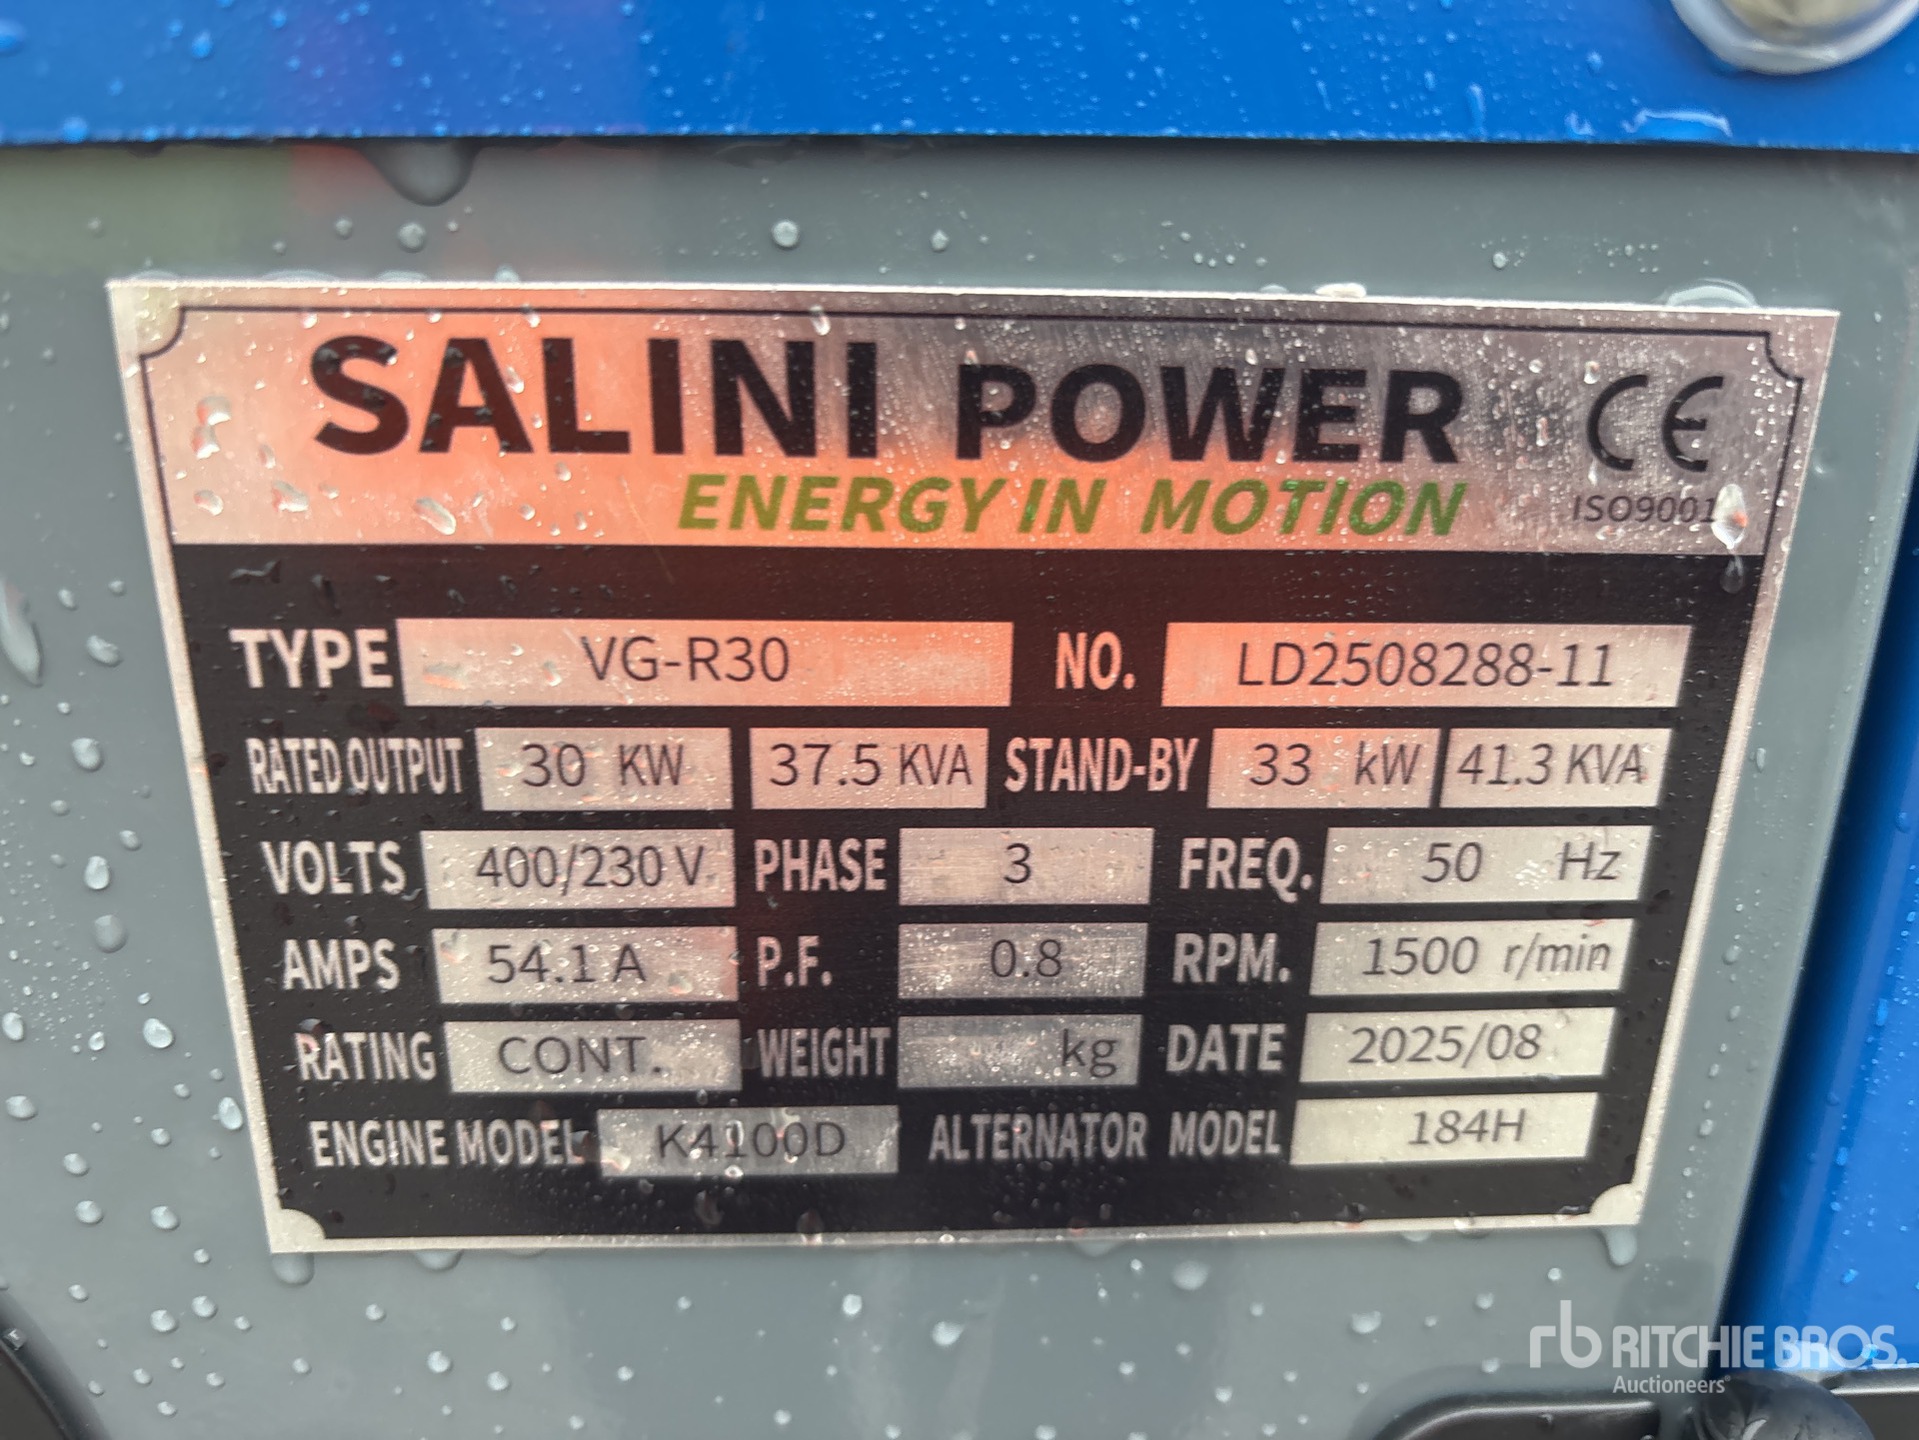 SALINI POWER CE
ENERGY IN MOTION ISO9001
TYPE VG-R30 NO. LD2508288-11
RATED OUTPUT 30 KW 37.5 KVA STAND-BY 33 kW 41.3 KVA
VOLTS 400/230 V PHASE 3 FREQ. 50 Hz
AMPS 54.1 A P.F. 0.8 RPM. 1500 r/min
RATING CONT. WEIGHT kg DATE 2025/08
ENGINE MODEL K4100D ALTERNATOR MODEL 184H
rb RITCHIE BROS.
Auctioneers